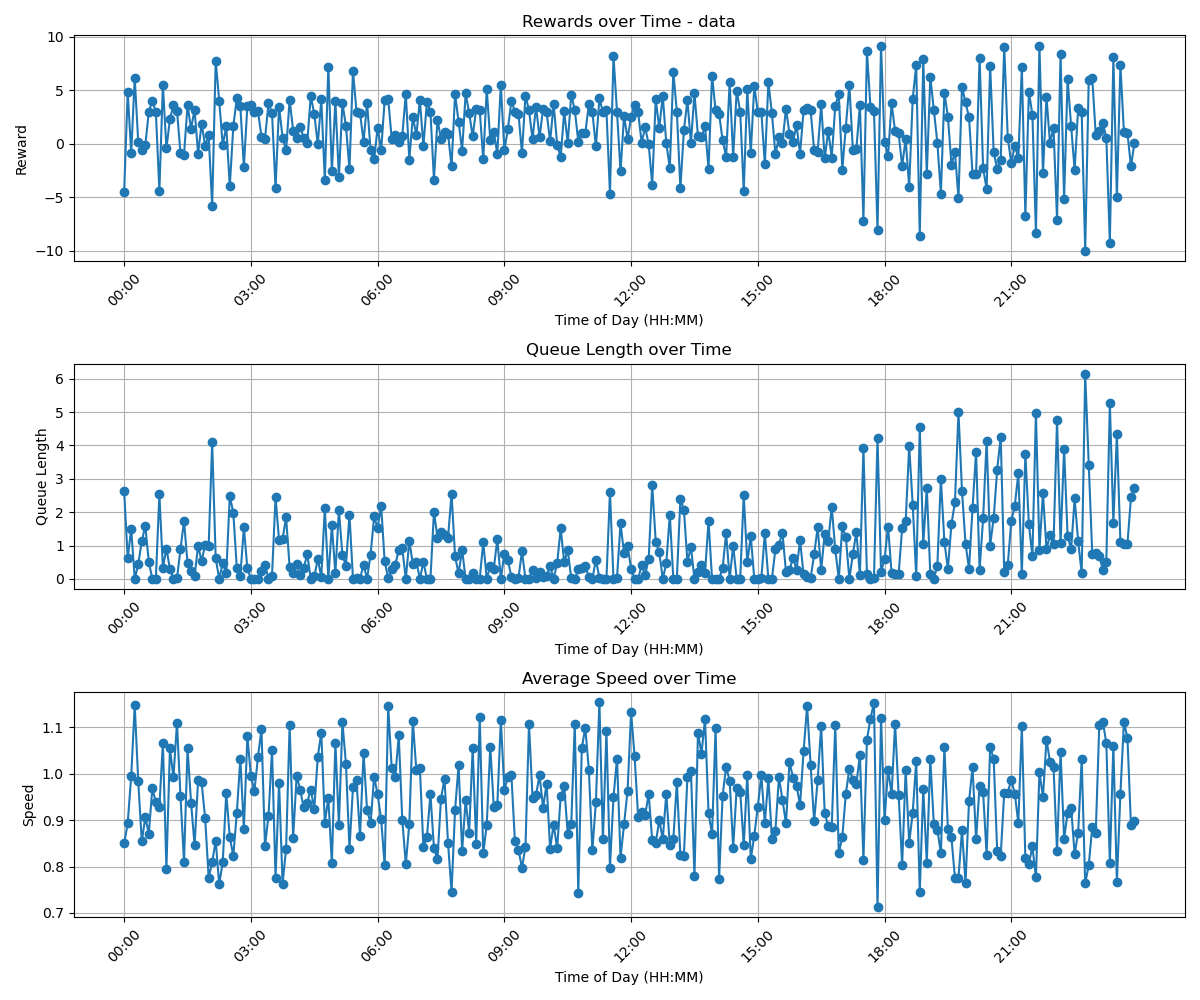 Rewards over Time - data
10
5
0
−5
−10
Reward
00:00 03:00 06:00 09:00 12:00 15:00 18:00 21:00
Time of Day (HH:MM)
Queue Length over Time
6
5
4
3
2
1
0
Queue Length
00:00 03:00 06:00 09:00 12:00 15:00 18:00 21:00
Time of Day (HH:MM)
Average Speed over Time
1.1
1.0
0.9
0.8
0.7
Speed
00:00 03:00 06:00 09:00 12:00 15:00 18:00 21:00
Time of Day (HH:MM)